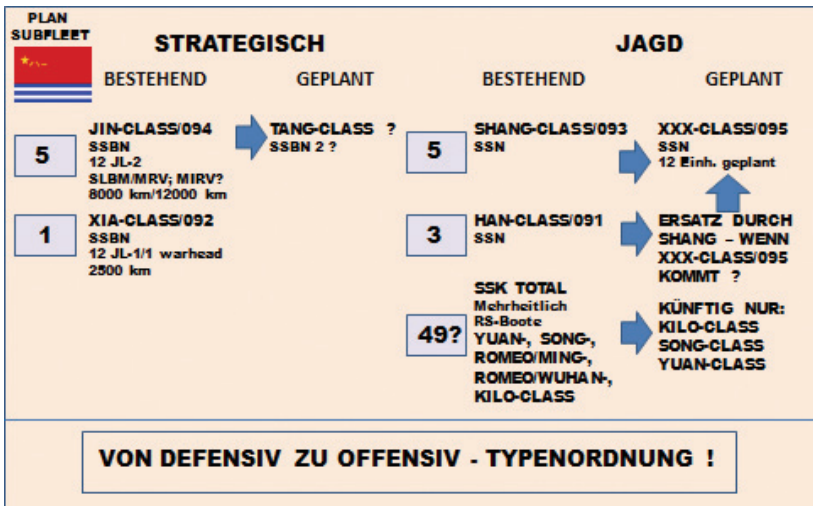 PLAN
SUBFLEET
STRATEGISCH
BESTEHEND
GEPLANT
5
JIN-CLASS/094
SSBN
12 JL-2
SLBM/MRV; MIRV?
8000 km/12000 km
TANG-CLASS ?
SSBN 2 ?
1
XIA-CLASS/092
SSBN
12 JL-1/1 warhead
2500 km
JAGD
BESTEHEND
GEPLANT
5
SHANG-CLASS/093
SSN
XXX-CLASS/095
SSN
12 Einh. geplant
3
HAN-CLASS/091
SSN
ERSATZ DURCH
SHANG – WENN
XXX-CLASS/095
KOMMT ?
49?
SSK TOTAL
Mehrheitlich
RS-Boote
YUAN-, SONG-,
ROMEO/MING-,
ROMEO/WUHAN-,
KILO-CLASS
KÜNFTIG NUR:
KILO-CLASS
SONG-CLASS
YUAN-CLASS
VON DEFENSIV ZU OFFENSIV - TYPENORDNUNG !